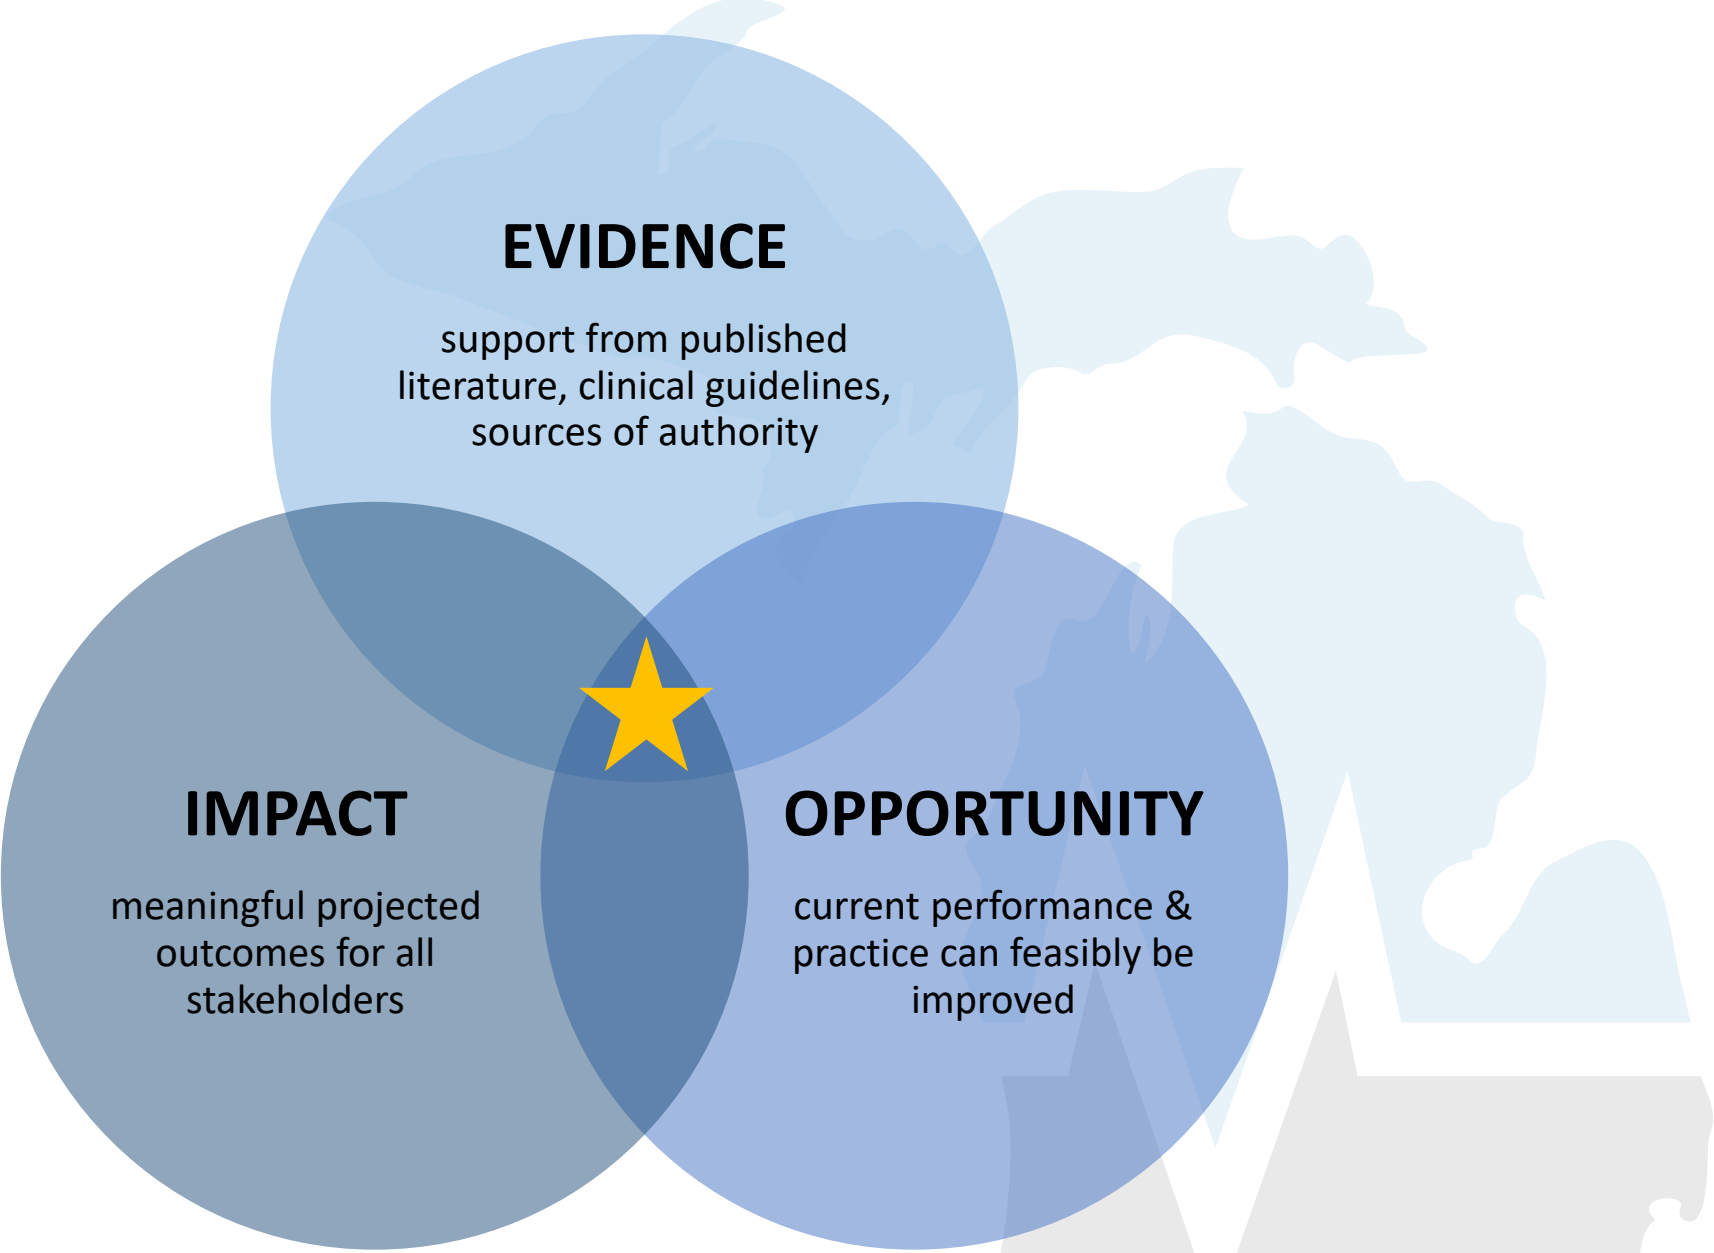 EVIDENCE
support from published
literature, clinical guidelines,
sources of authority
IMPACT
meaningful projected
outcomes for all
stakeholders
OPPORTUNITY
current performance &
practice can feasibly be
improved